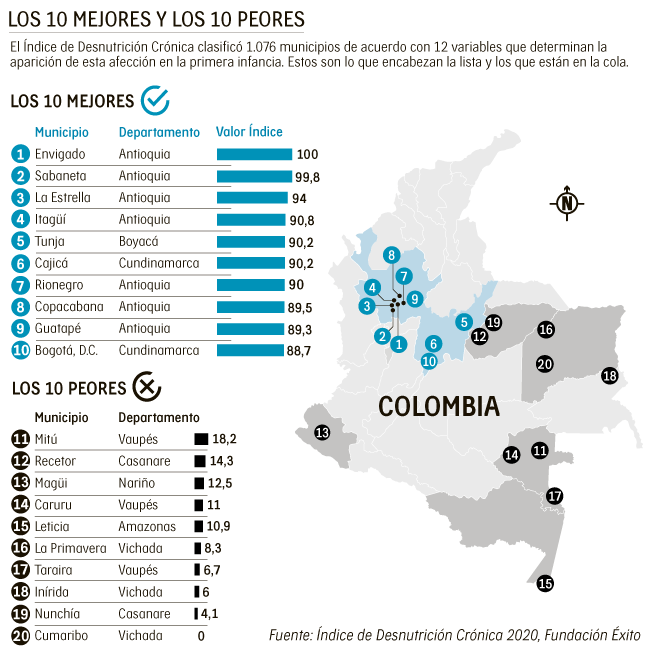 LOS 10 MEJORES Y LOS 10 PEORES
El Índice de Desnutrición Crónica clasificó 1.076 municipios de acuerdo con 12 variables que determinan la
aparición de esta afección en la primera infancia. Estos son lo que encabezan la lista y los que están en la cola.
LOS 10 MEJORES
Municipio Departamento Valor Índice
1 Envigado Antioquia 100
2 Sabaneta Antioquia 99,8
3 La Estrella Antioquia 94
4 Itagüí Antioquia 90,8
5 Tunja Boyacá 90,2
6 Cajicá Cundinamarca 90,2
7 Rionegro Antioquia 90
8 Copacabana Antioquia 89,5
9 Guatapé Antioquia 89,3
10 Bogotá, D.C. Cundinamarca 88,7
LOS 10 PEORES
Municipio Departamento
11 Mitú Vaupés 18,2
12 Recetor Casanare 14,3
13 Magüi Nariño 12,5
14 Caruru Vaupés 11
15 Leticia Amazonas 10,9
16 La Primavera Vichada 8,3
17 Taraira Vaupés 6,7
18 Inírida Vichada 6
19 Nunchía Casanare 4,1
20 Cumaribo Vichada 0
N
8
7
4
9
3
5
19
16
2
1
6
12
10
20
18
COLOMBIA
13
14
11
17
15
Fuente: Índice de Desnutrición Crónica 2020, Fundación Éxito